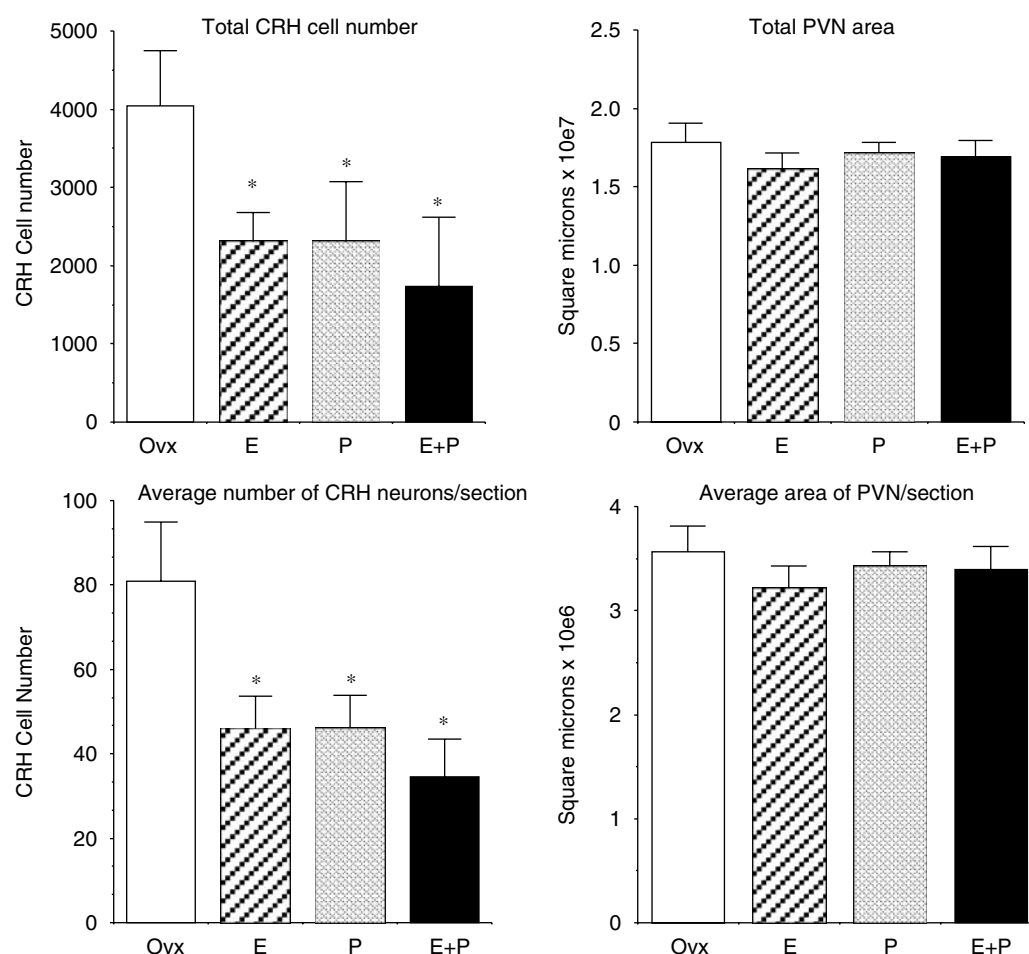 Total CRH cell number
CRH Cell number
5000
4000
3000
2000
1000
0
*
*
*
Ovx E P E+P
Total PVN area
Square microns x 10e7
2.5
2.0
1.5
1.0
0.5
0
Ovx E P E+P
Average number of CRH neurons/section
CRH Cell Number
100
80
60
40
20
0
*
*
*
Ovx E P E+P
Average area of PVN/section
Square microns x 10e6
4
3
2
1
0
Ovx E P E+P